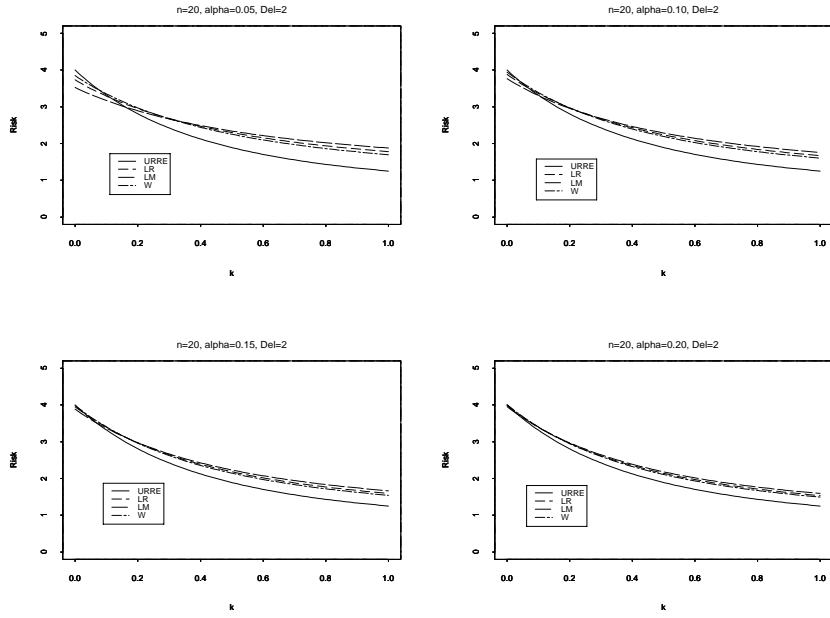 n=20, alpha=0.05, Del=2
Risk
5
4
3
2
1
0
URRE
LR
LM
W
0.0 0.2 0.4 0.6 0.8 1.0
k
n=20, alpha=0.10, Del=2
Risk
5
4
3
2
1
0
URRE
LR
LM
W
0.0 0.2 0.4 0.6 0.8 1.0
k
n=20, alpha=0.15, Del=2
Risk
5
4
3
2
1
0
URRE
LR
LM
W
0.0 0.2 0.4 0.6 0.8 1.0
k
n=20, alpha=0.20, Del=2
Risk
5
4
3
2
1
0
URRE
LR
LM
W
0.0 0.2 0.4 0.6 0.8 1.0
k